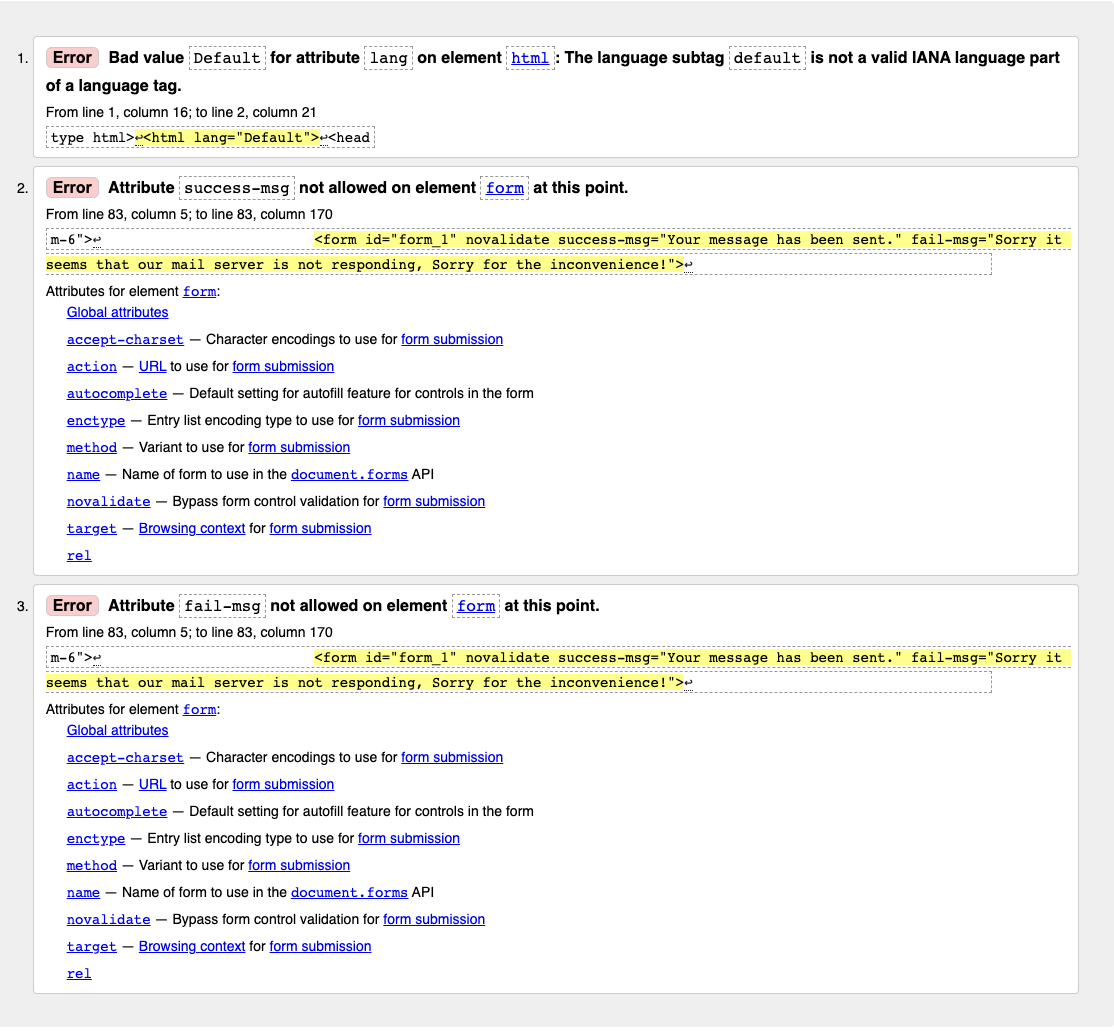 1. Error Bad value Default for attribute lang on element html: The language subtag default is not a valid IANA language part
of a language tag.
From line 1, column 16; to line 2, column 21
type html>↩<html lang="Default">↩<head
2. Error Attribute success-msg not allowed on element form at this point.
From line 83, column 5; to line 83, column 170
m-6">↩ <form id="form_1" novalidate success-msg="Your message has been sent." fail-msg="Sorry it
seems that our mail server is not responding, Sorry for the inconvenience!">↩
Attributes for element form:
Global attributes
accept-charset — Character encodings to use for form submission
action — URL to use for form submission
autocomplete — Default setting for autofill feature for controls in the form
enctype — Entry list encoding type to use for form submission
method — Variant to use for form submission
name — Name of form to use in the document.forms API
novalidate — Bypass form control validation for form submission
target — Browsing context for form submission
rel
3. Error Attribute fail-msg not allowed on element form at this point.
From line 83, column 5; to line 83, column 170
m-6">↩ <form id="form_1" novalidate success-msg="Your message has been sent." fail-msg="Sorry it
seems that our mail server is not responding, Sorry for the inconvenience!">↩
Attributes for element form:
Global attributes
accept-charset — Character encodings to use for form submission
action — URL to use for form submission
autocomplete — Default setting for autofill feature for controls in the form
enctype — Entry list encoding type to use for form submission
method — Variant to use for form submission
name — Name of form to use in the document.forms API
novalidate — Bypass form control validation for form submission
target — Browsing context for form submission
rel